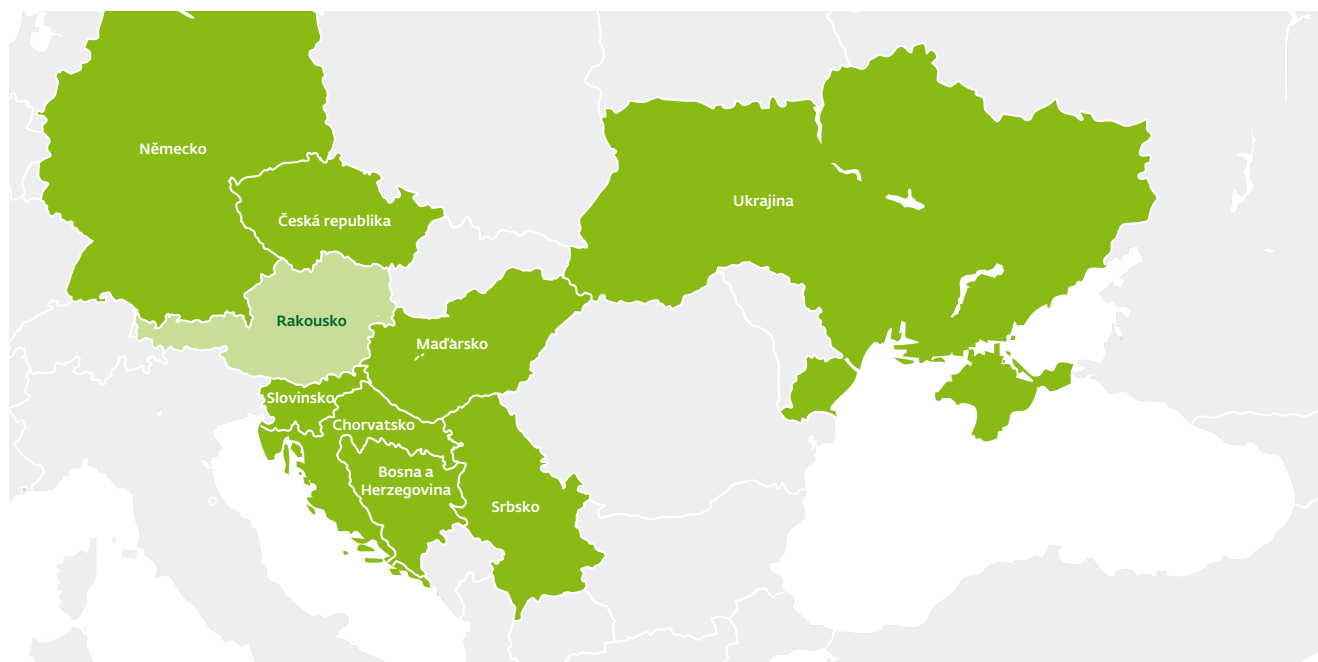 Německo
Česká republika
Ukrajina
Rakousko
Maďarsko
Slovinsko
Chorvatsko
Bosna a
Herzegovina
Srbsko